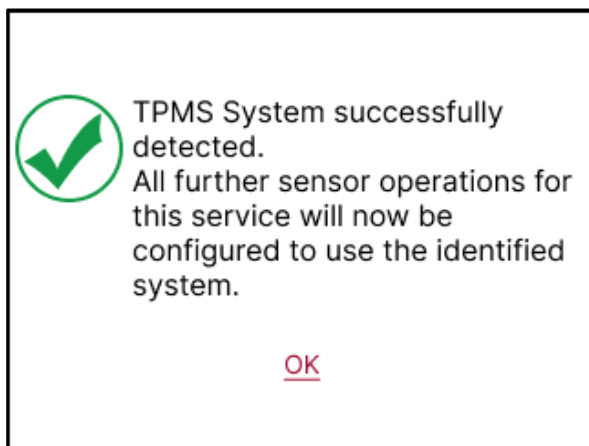 TPMS System successfully
detected.
All further sensor operations for
this service will now be
configured to use the identified
system.
OK